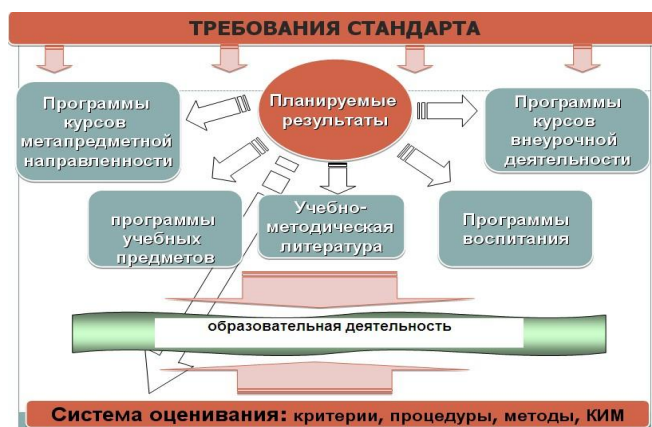 ТРЕБОВАНИЯ СТАНДАРТА
Планируемые
результаты
Программы
курсов
метапредметной
направленности
Программы
курсов
внеурочной
деятельности
программы
учебных
предметов
Учебно-
методическая
литература
Программы
воспитания
образовательная деятельность
Система оценивания: критерии, процедуры, методы, КИМ